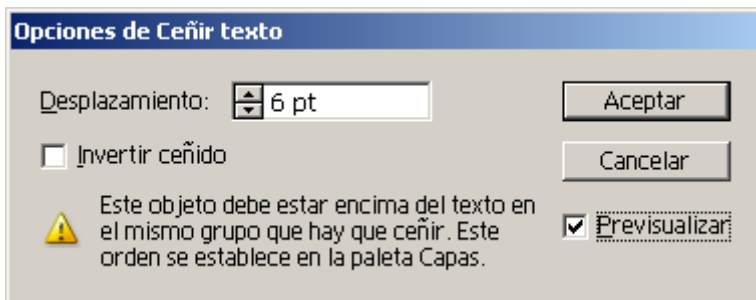 Opciones de Ceñir texto
Desplazamiento: 6 pt
Aceptar
Invertir ceñido
Cancelar
Este objeto debe estar encima del texto en
el mismo grupo que hay que ceñir. Este
orden se establece en la paleta Capas.
Previsualizar